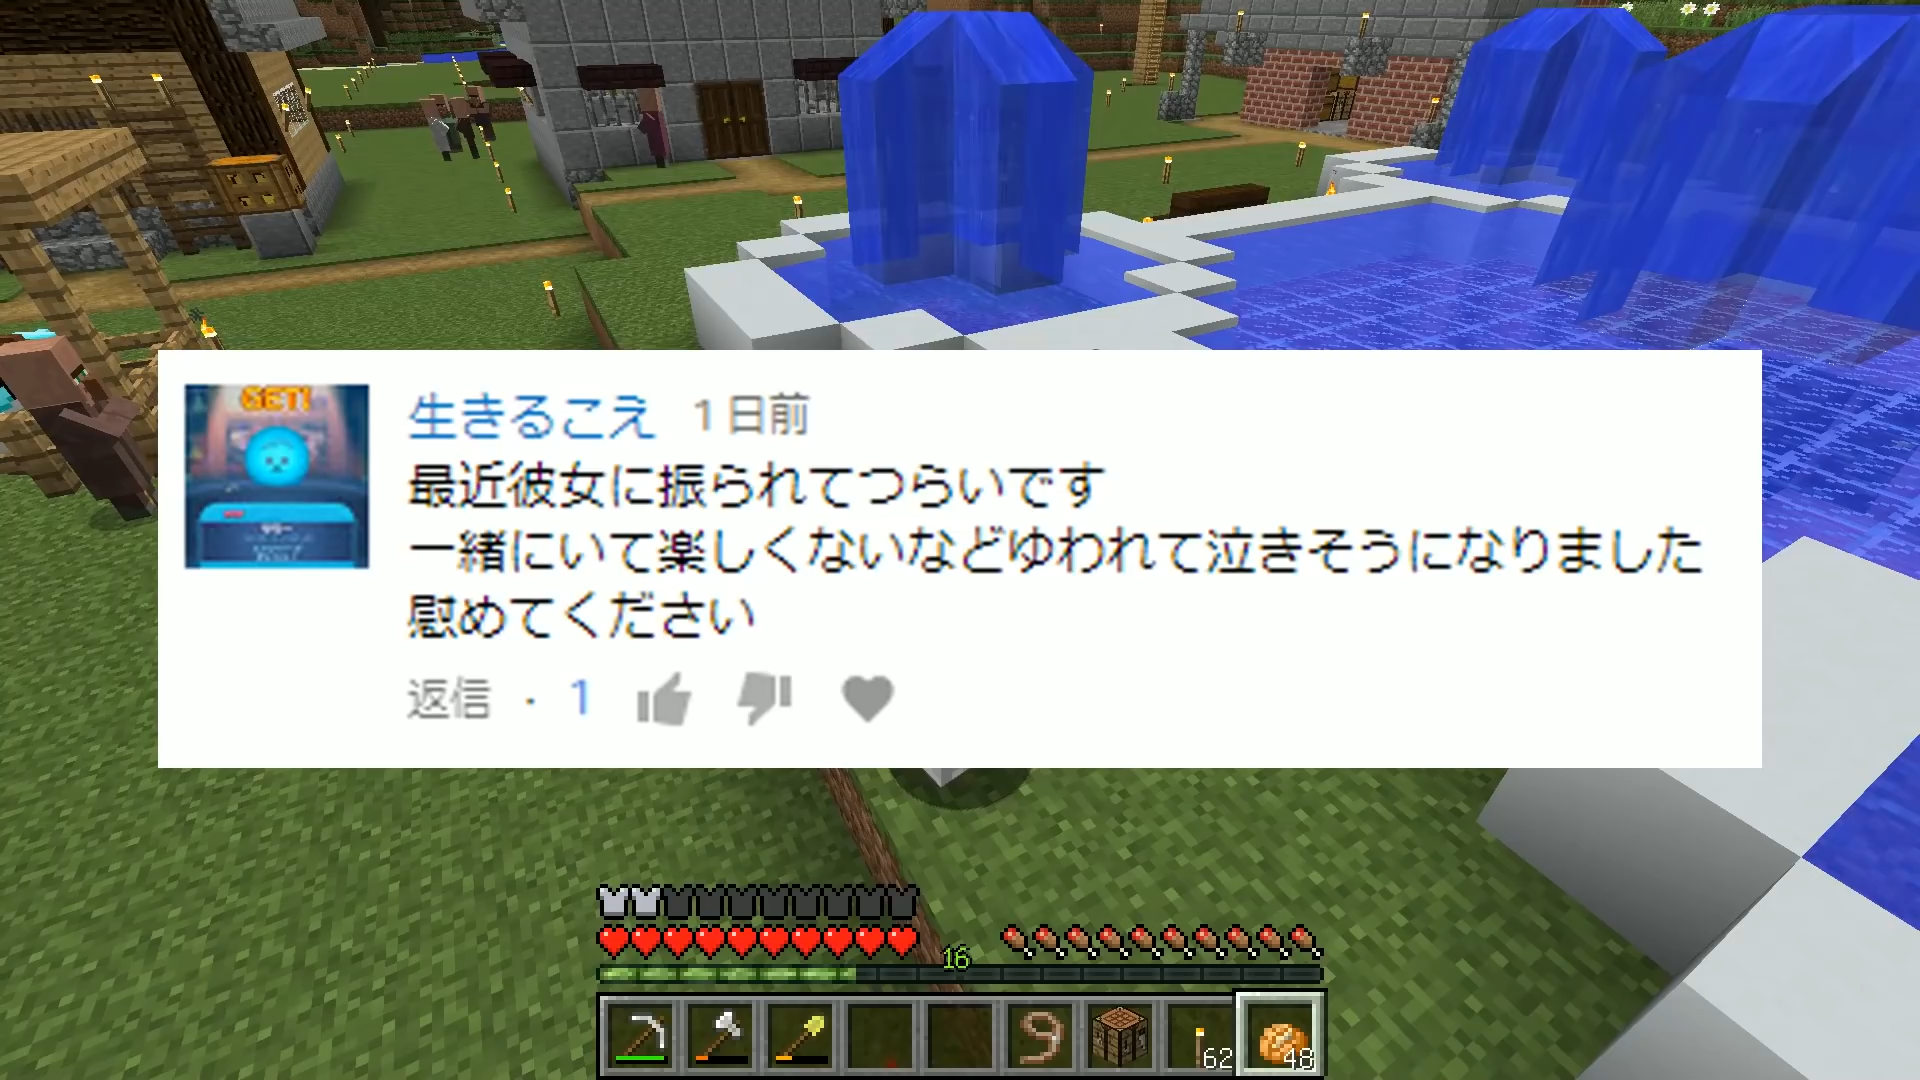 GET!
生きるこえ 1日前
最近彼女に振られてつらいです
一緒にいて楽しくないなどゆわれて泣きそうになりました
慰めてください
返信 · 1
16
62
48